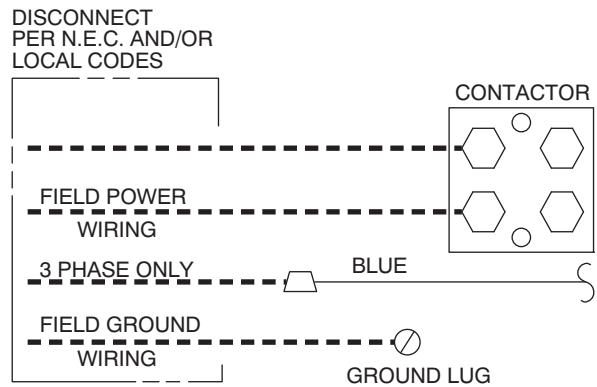 DISCONNECT
PER N.E.C. AND/OR
LOCAL CODES
CONTACTOR
FIELD POWER
WIRING
3 PHASE ONLY
BLUE
FIELD GROUND
WIRING
GROUND LUG